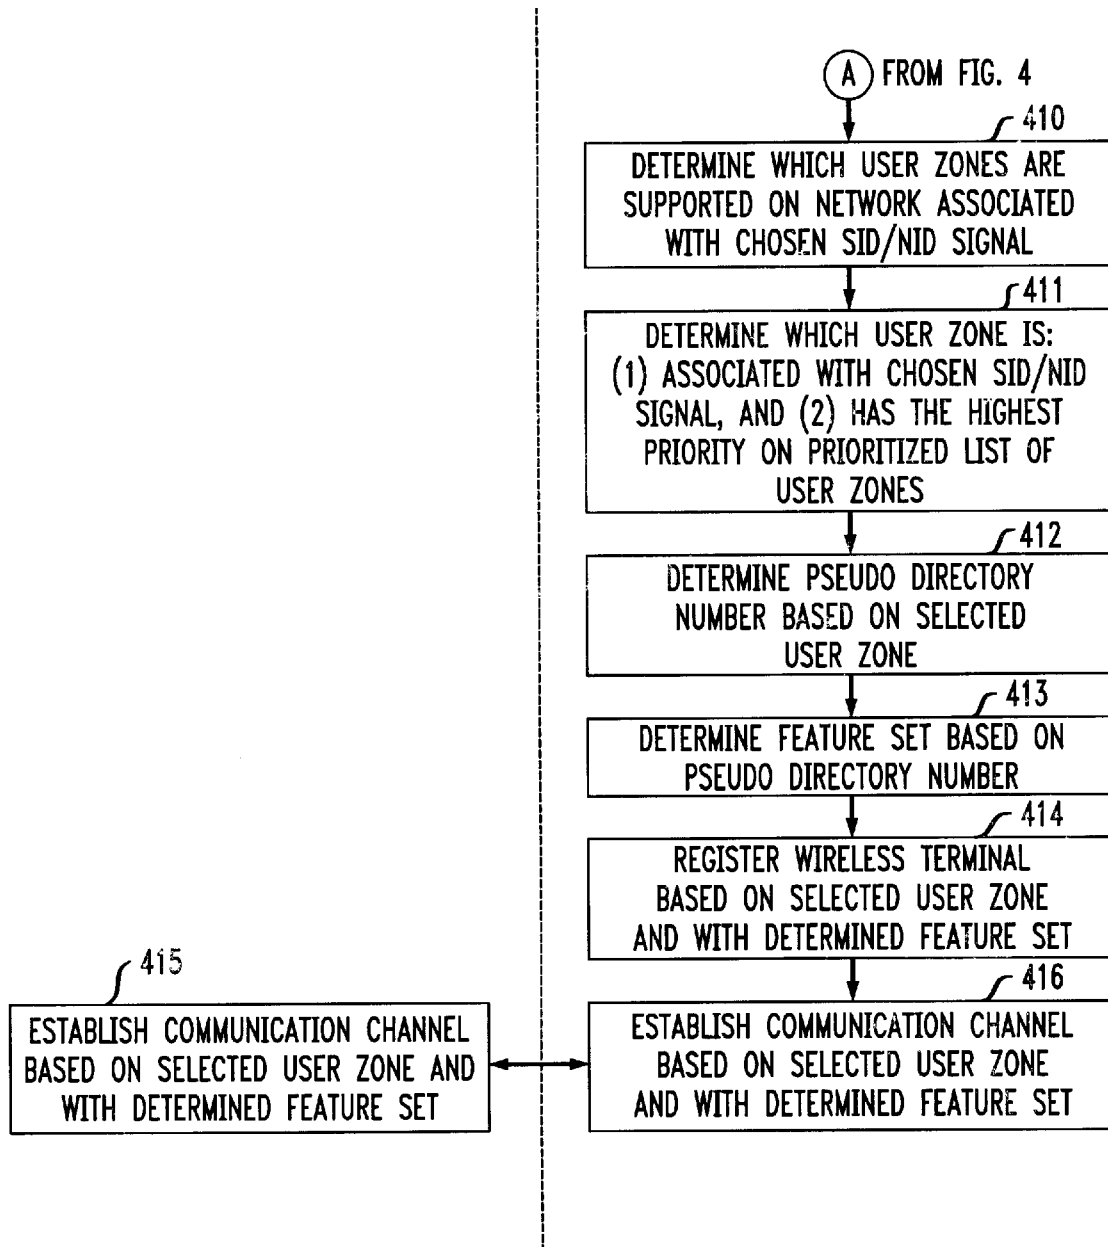 A FROM FIG. 4
410
DETERMINE WHICH USER ZONES ARE
SUPPORTED ON NETWORK ASSOCIATED
WITH CHOSEN SID/NID SIGNAL
411
DETERMINE WHICH USER ZONE IS:
(1) ASSOCIATED WITH CHOSEN SID/NID
SIGNAL, AND (2) HAS THE HIGHEST
PRIORITY ON PRIORITIZED LIST OF
USER ZONES
412
DETERMINE PSEUDO DIRECTORY
NUMBER BASED ON SELECTED
USER ZONE
413
DETERMINE FEATURE SET BASED ON
PSEUDO DIRECTORY NUMBER
414
REGISTER WIRELESS TERMINAL
BASED ON SELECTED USER ZONE
AND WITH DETERMINED FEATURE SET
415
ESTABLISH COMMUNICATION CHANNEL
BASED ON SELECTED USER ZONE AND
WITH DETERMINED FEATURE SET
416
ESTABLISH COMMUNICATION CHANNEL
BASED ON SELECTED USER ZONE
AND WITH DETERMINED FEATURE SET